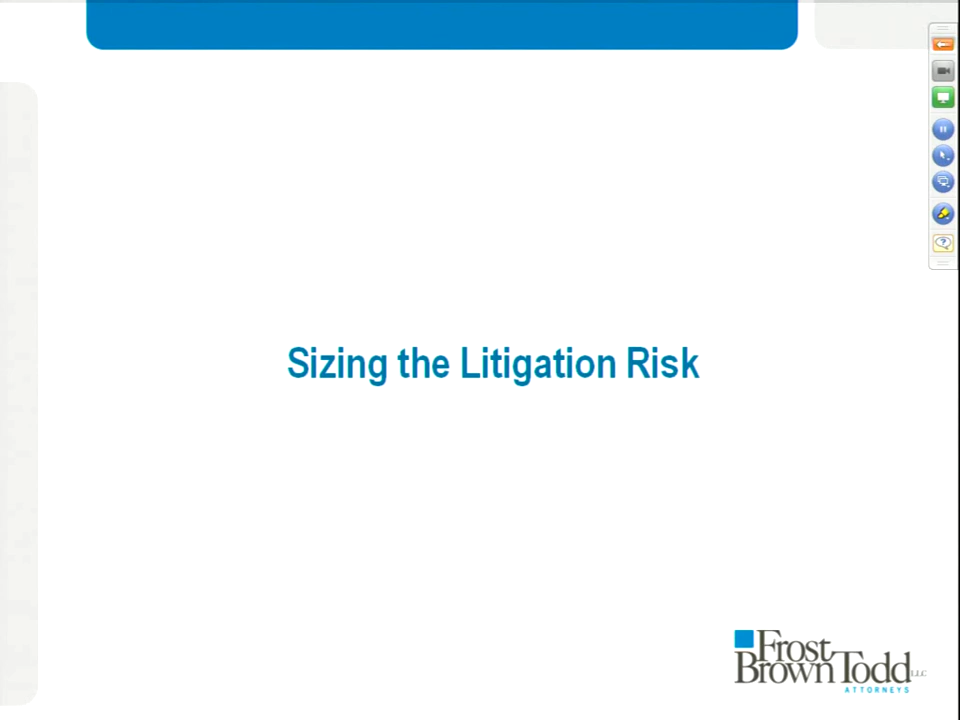 Sizing the Litigation Risk
Frost
Brown Todd LLC
ATTORNEYS